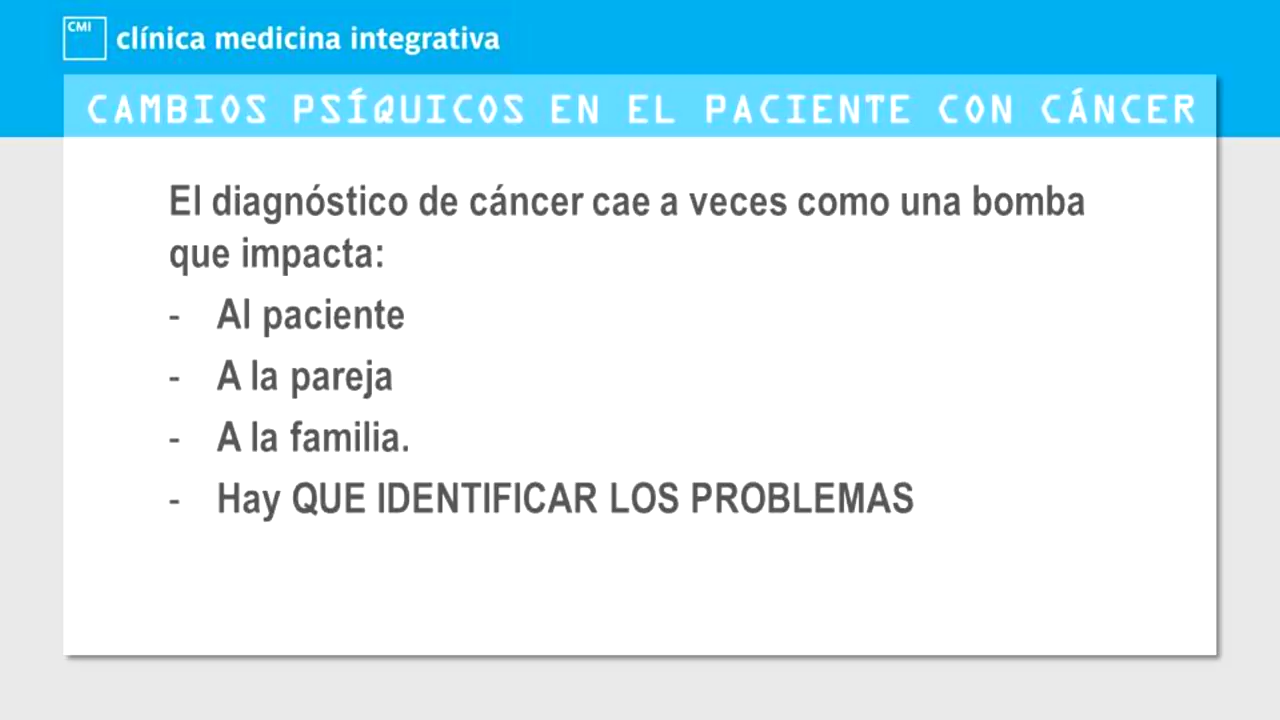 CMI
clínica medicina integrativa
CAMBIOS PSÍQUICOS EN EL PACIENTE CON CÁNCER
El diagnóstico de cáncer cae a veces como una bomba
que impacta:
- Al paciente
- A la pareja
- A la familia.
- Hay QUE IDENTIFICAR LOS PROBLEMAS